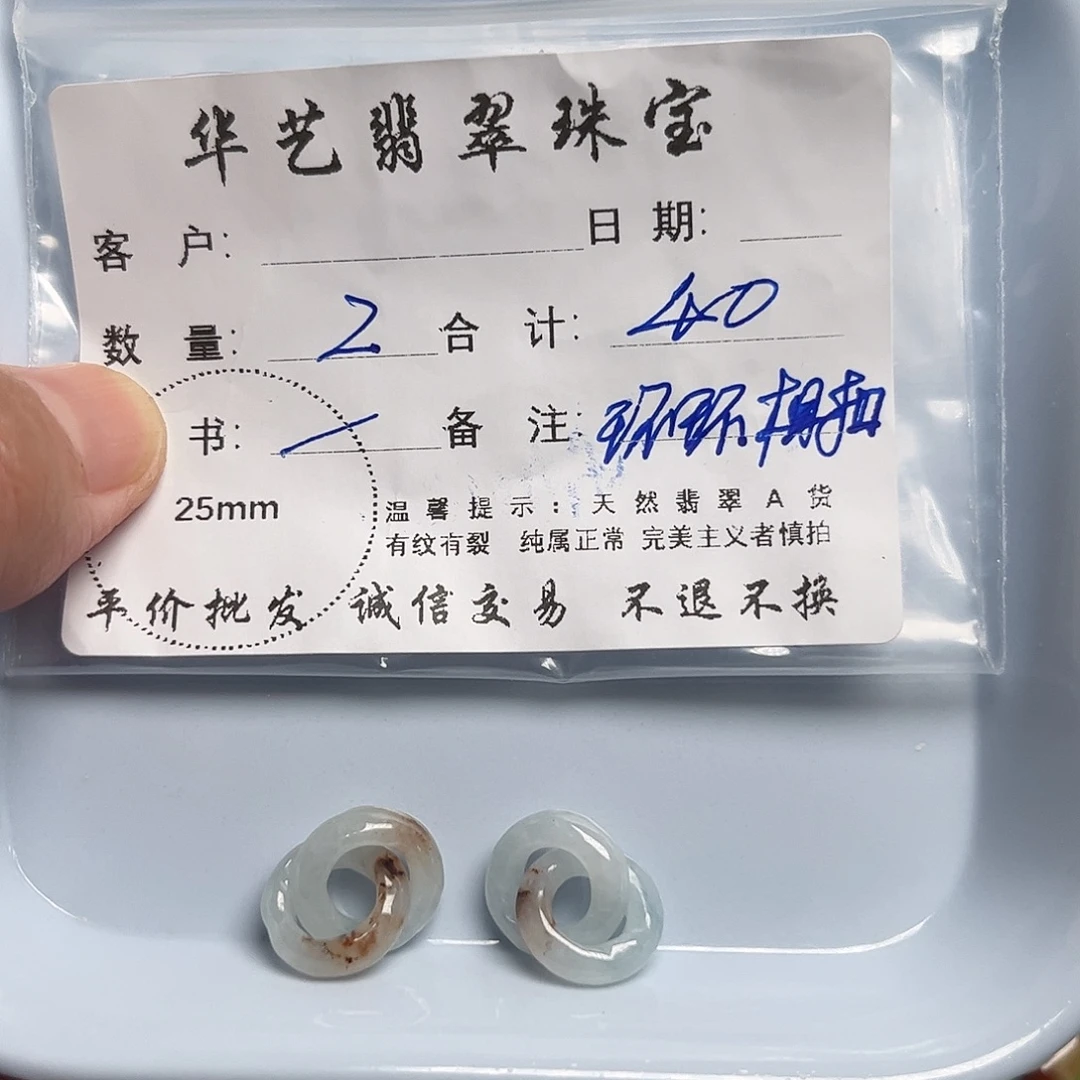 华艺翡翠珠宝
客 户： 日 期：
数 量：2 合 计：40
书：/ 备 注：环环相扣
25mm
温馨提示：天然翡翠A货
有纹有裂 纯属正常 完美主义者慎拍
平价批发 诚信交易 不退不换